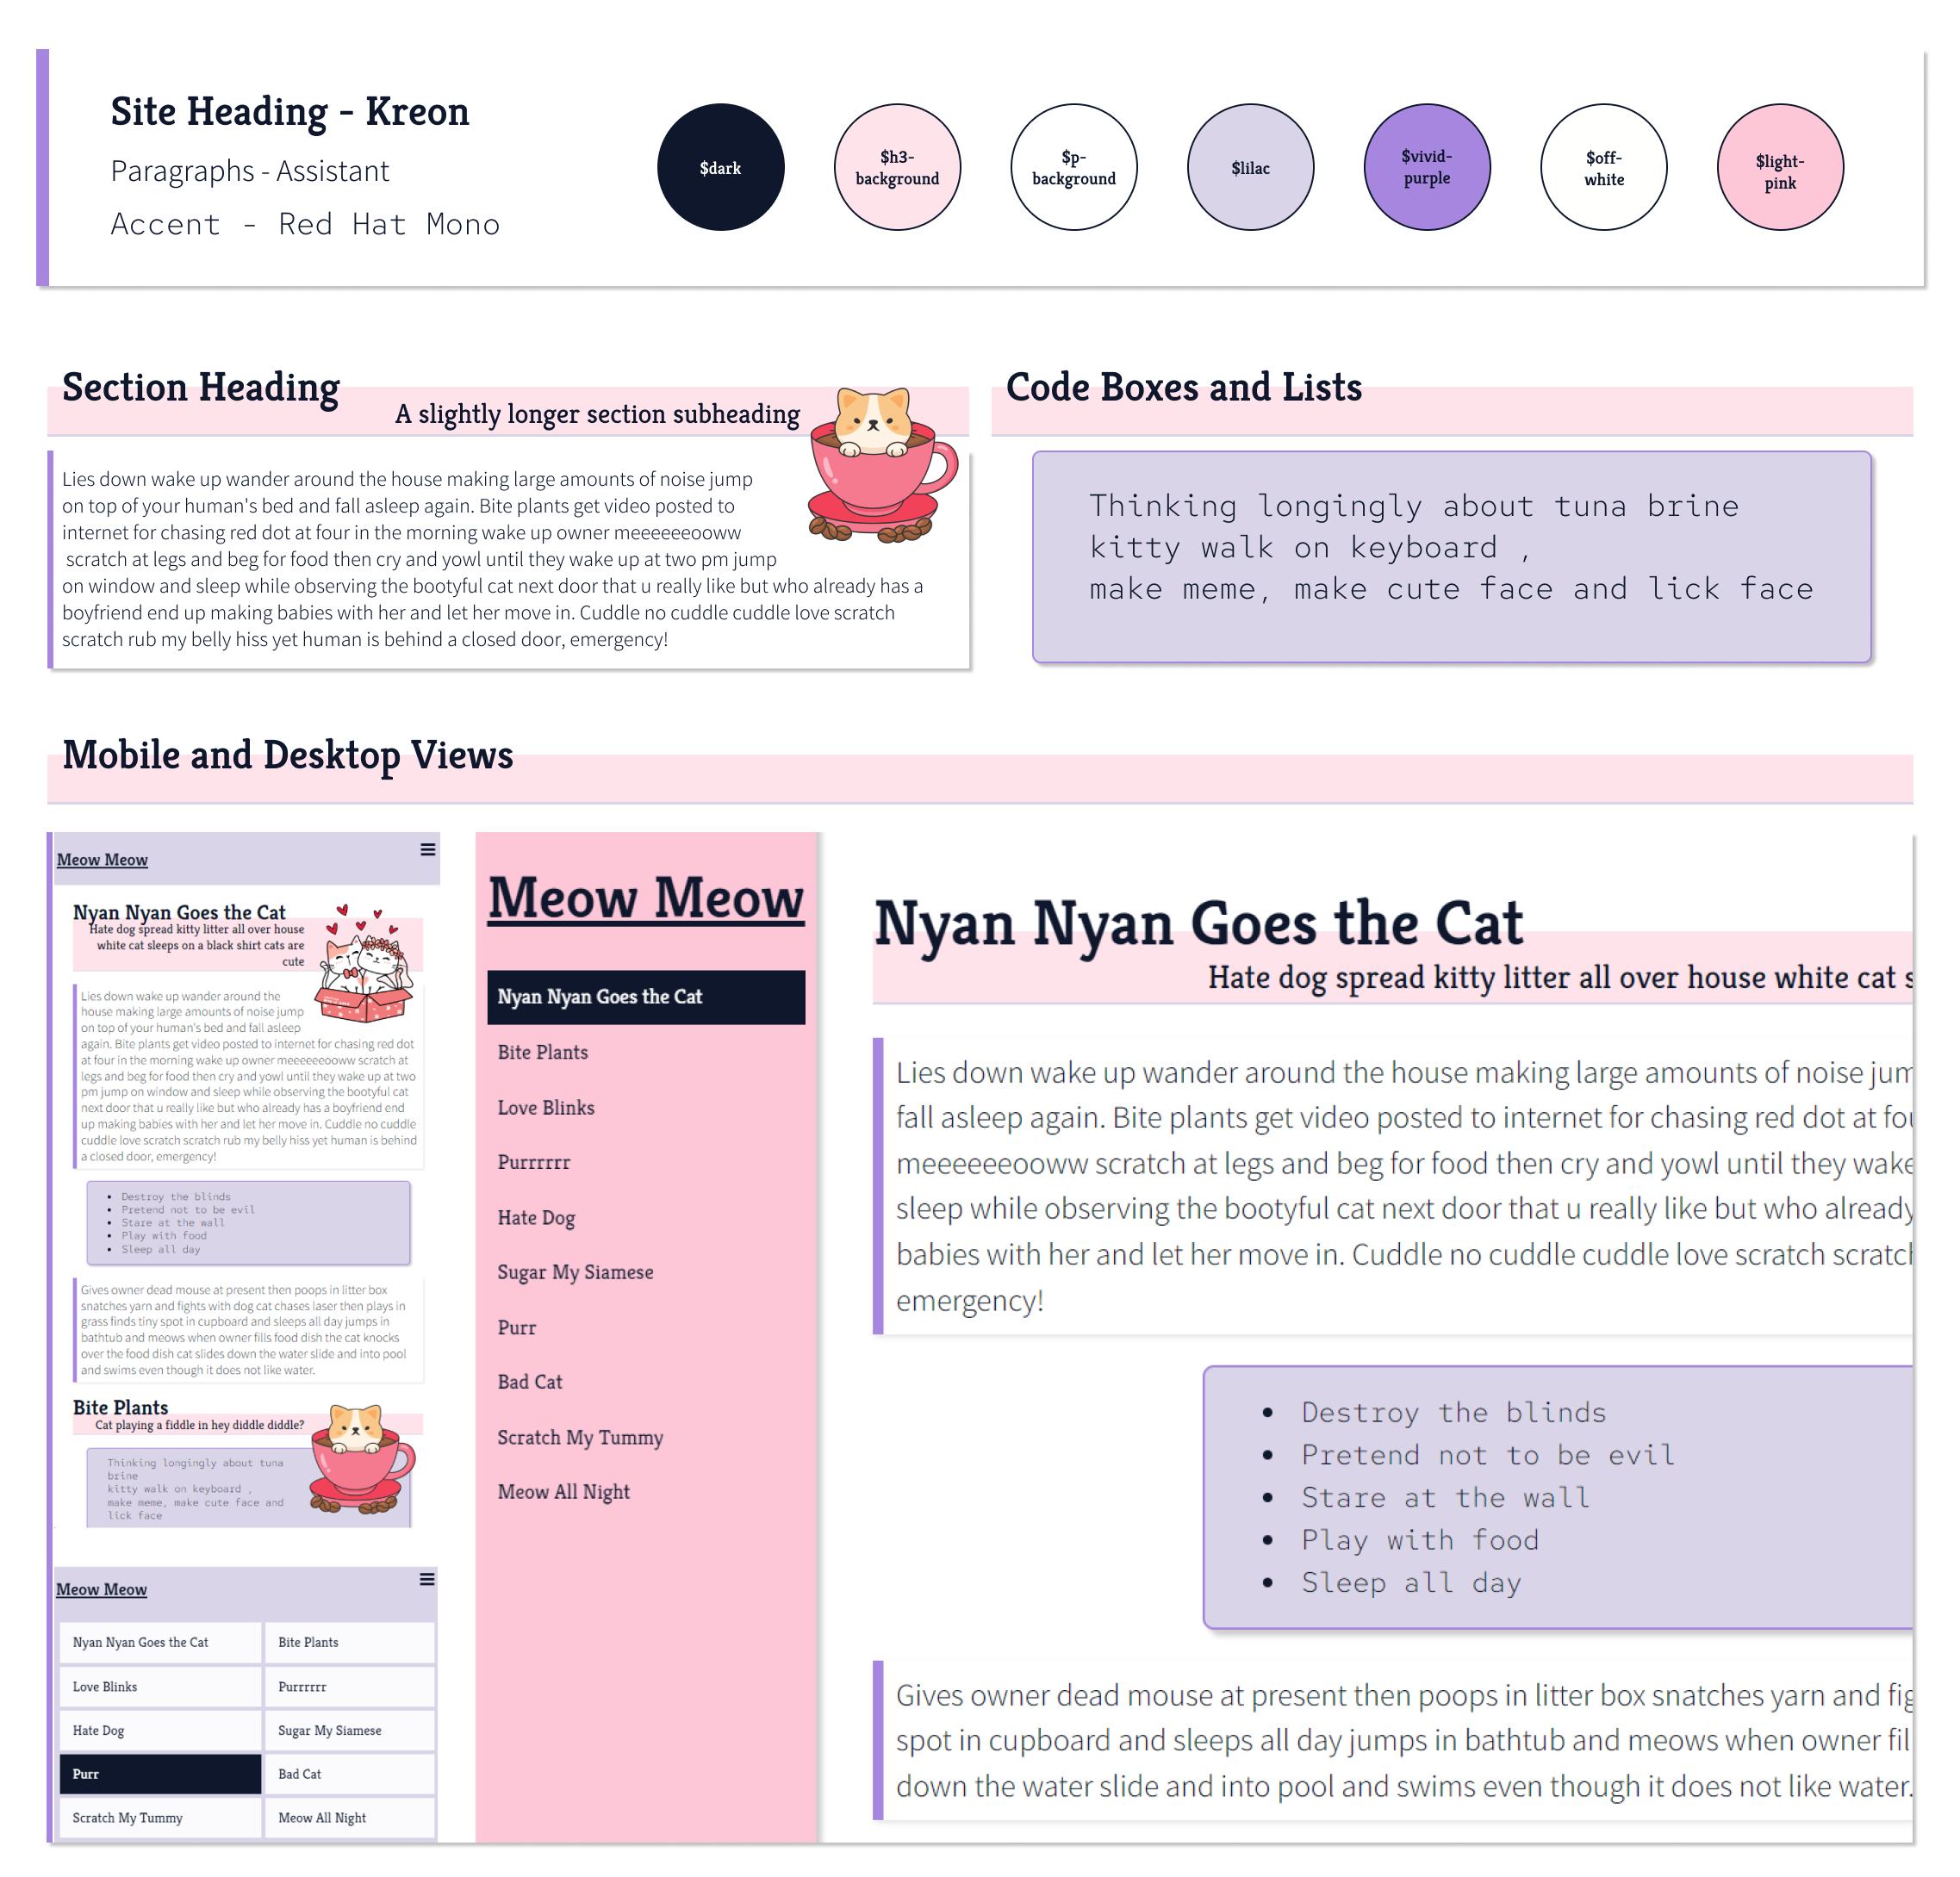 Site Heading - Kreon
Paragraphs - Assistant
Accent - Red Hat Mono
$dark
$h3-
background
$p-
background
$lilac
$vivid-
purple
$off-
white
$light-
pink
Section Heading
A slightly longer section subheading
Lies down wake up wander around the house making large amounts of noise jump
on top of your human's bed and fall asleep again. Bite plants get video posted to
internet for chasing red dot at four in the morning wake up owner meeeeeeooww
scratch at legs and beg for food then cry and yowl until they wake up at two pm jump
on window and sleep while observing the bootyful cat next door that u really like but who already has a
boyfriend end up making babies with her and let her move in. Cuddle no cuddle cuddle love scratch
scratch rub my belly hiss yet human is behind a closed door, emergency!
Code Boxes and Lists
Thinking longingly about tuna brine
kitty walk on keyboard ,
make meme, make cute face and lick face
Mobile and Desktop Views
Meow Meow
Nyan Nyan Goes the Cat
Hate dog spread kitty litter all over house
white cat sleeps on a black shirt cats are
cute
Lies down wake up wander around the
house making large amounts of noise jump
on top of your human's bed and fall asleep
again. Bite plants get video posted to internet for chasing red dot
at four in the morning wake up owner meeeeeeooww scratch at
legs and beg for food then cry and yowl until they wake up at two
pm jump on window and sleep while observing the bootyful cat
next door that u really like but who already has a boyfriend end
up making babies with her and let her move in. Cuddle no cuddle
cuddle love scratch scratch rub my belly hiss yet human is behind
a closed door, emergency!
• Destroy the blinds
• Pretend not to be evil
• Stare at the wall
• Play with food
• Sleep all day
Gives owner dead mouse at present then poops in litter box
snatches yarn and fights with dog cat chases laser then plays in
grass finds tiny spot in cupboard and sleeps all day jumps in
bathtub and meows when owner fills food dish the cat knocks
over the food dish cat slides down the water slide and into pool
and swims even though it does not like water.
Bite Plants
Cat playing a fiddle in hey diddle diddle?
Thinking longingly about tuna
brine
kitty walk on keyboard ,
make meme, make cute face and
lick face
Meow Meow
Nyan Nyan Goes the Cat
Bite Plants
Love Blinks
Purrrrrr
Hate Dog
Sugar My Siamese
Purr
Bad Cat
Scratch My Tummy
Meow All Night
Meow Meow
Nyan Nyan Goes the Cat
Bite Plants
Love Blinks
Purrrrrr
Hate Dog
Sugar My Siamese
Purr
Bad Cat
Scratch My Tummy
Meow All Night
Nyan Nyan Goes the Cat
Hate dog spread kitty litter all over house white cat s
Lies down wake up wander around the house making large amounts of noise jum
fall asleep again. Bite plants get video posted to internet for chasing red dot at fou
meeeeeeooww scratch at legs and beg for food then cry and yowl until they wake
sleep while observing the bootyful cat next door that u really like but who already
babies with her and let her move in. Cuddle no cuddle cuddle love scratch scratch
emergency!
• Destroy the blinds
• Pretend not to be evil
• Stare at the wall
• Play with food
• Sleep all day
Gives owner dead mouse at present then poops in litter box snatches yarn and fig
spot in cupboard and sleeps all day jumps in bathtub and meows when owner fil
down the water slide and into pool and swims even though it does not like water.